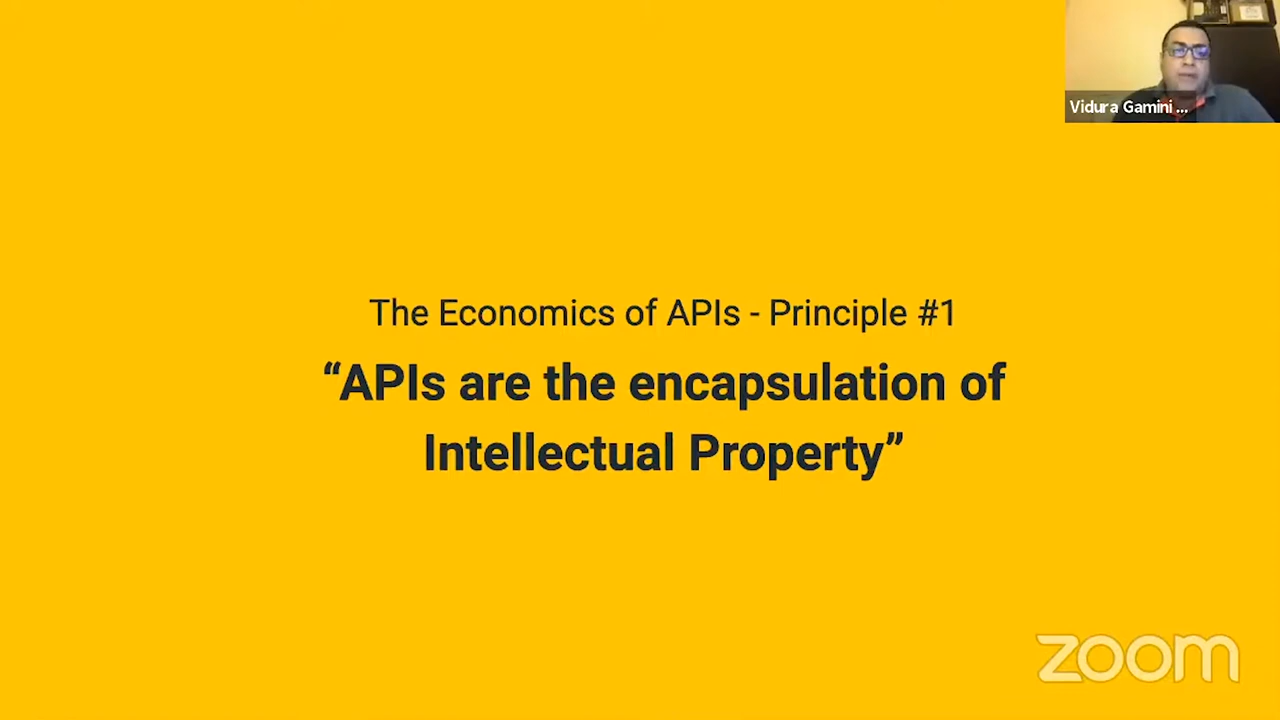 Vidura Gamini ...
The Economics of APIs - Principle #1
“APIs are the encapsulation of
Intellectual Property”
zoom